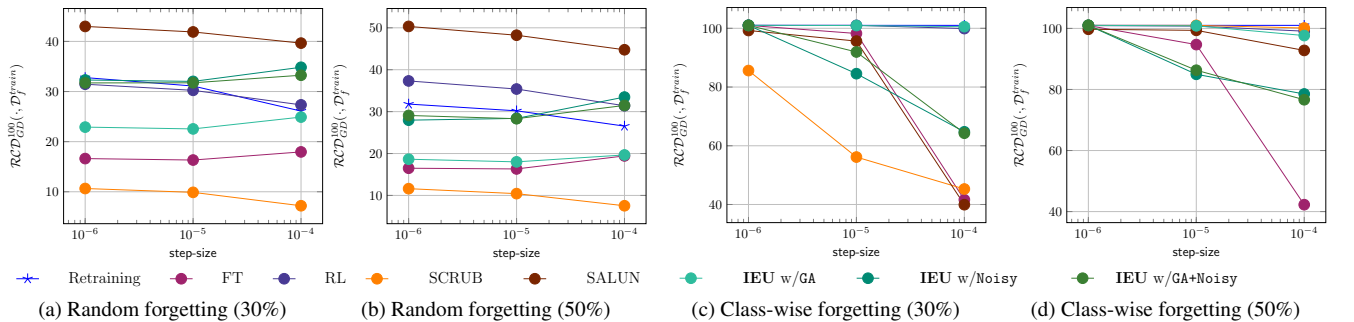 RCD^100_GD(·, D^train_f)
40
30
20
10
10^−6
10^−5
10^−4
step-size
RCD^100_GD(·, D^train_f)
50
40
30
20
10
10^−6
10^−5
10^−4
step-size
RCD^100_GD(·, D^train_f)
100
80
60
40
10^−6
10^−5
10^−4
step-size
RCD^100_GD(·, D^train_f)
100
80
60
40
10^−6
10^−5
10^−4
step-size
Retraining FT RL SCRUB SALUN IEU w/GA IEU w/Noisy IEU w/GA+Noisy
(a) Random forgetting (30%)
(b) Random forgetting (50%)
(c) Class-wise forgetting (30%)
(d) Class-wise forgetting (50%)